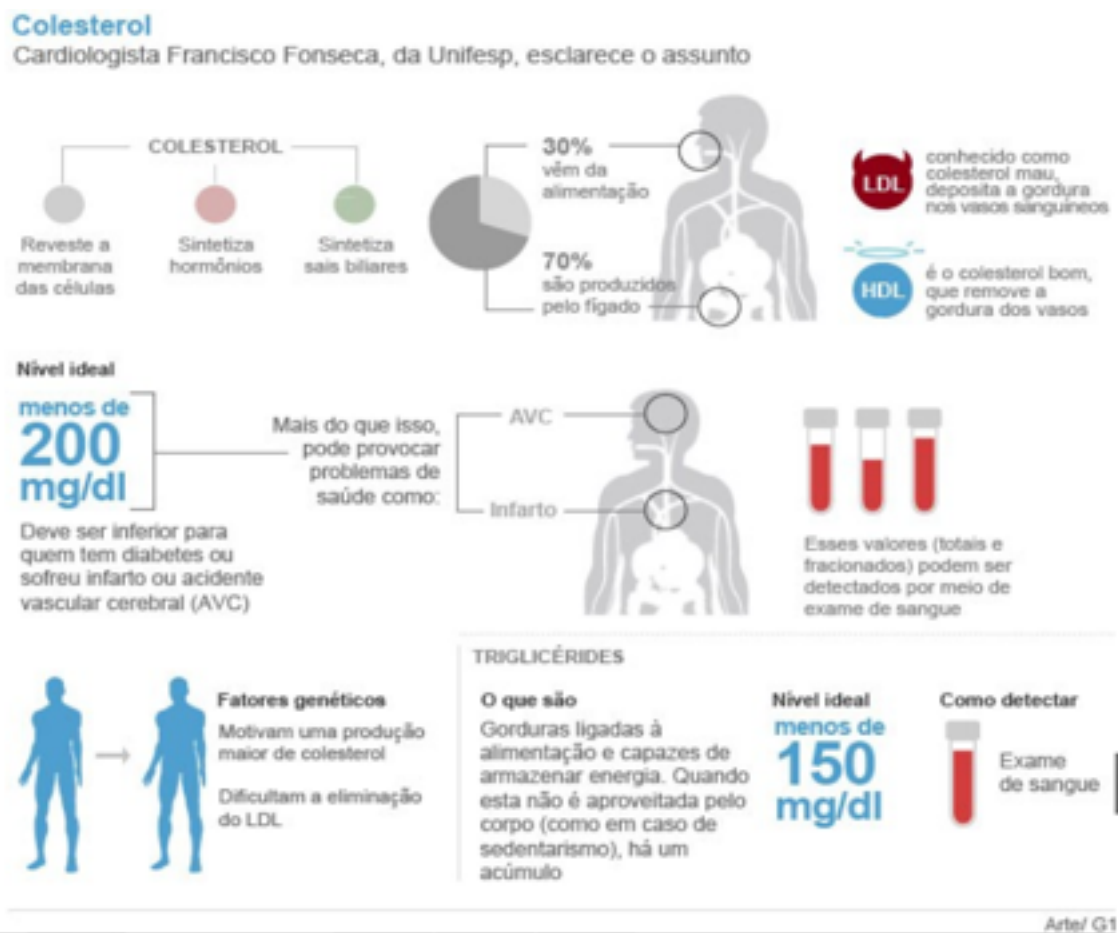 Colesterol
Cardiologista Francisco Fonseca, da Unifesp, esclarece o assunto
COLESTEROL
Reveste a
membrana
das células
Sintetiza
hormônios
Sintetiza
sais biliares
30%
vêm da
alimentação
70%
são produzidos
pelo fígado
LDL
conhecido como
colesterol mau,
deposita a gordura
nos vasos sanguíneos
HDL
é o colesterol bom,
que remove a
gordura dos vasos
Nível ideal
menos de
200
mg/dl
Deve ser inferior para
quem tem diabetes ou
sofreu infarto ou acidente
vascular cerebral (AVC)
Mais do que isso,
pode provocar
problemas de
saúde como:
AVC
Infarto
Esses valores (totais e
fracionados) podem ser
detectados por meio de
exame de sangue
Fatores genéticos
Motivam uma produção
maior de colesterol
Dificultam a eliminação
do LDL
TRIGLICÉRIDES
O que são
Gorduras ligadas à
alimentação e capazes de
armazenar energia. Quando
esta não é aproveitada pelo
corpo (como em caso de
sedentarismo), há um
acúmulo
Nível ideal
menos de
150
mg/dl
Como detectar
Exame
de sangue
Arte/ G1